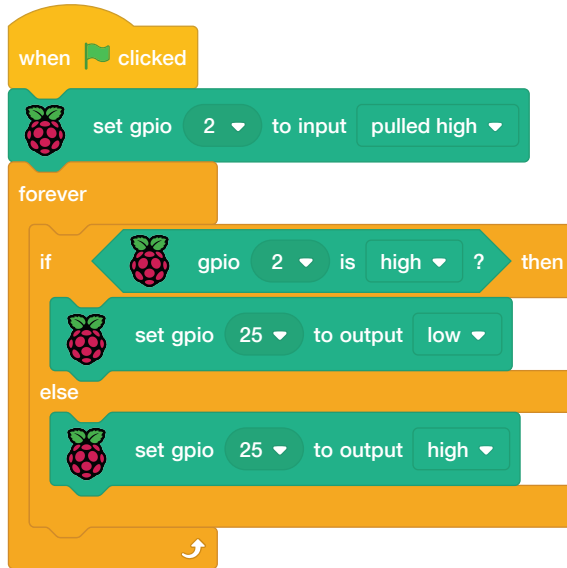 when clicked
set gpio 2 to input pulled high
forever
if gpio 2 is high ? then
set gpio 25 to output low
else
set gpio 25 to output high